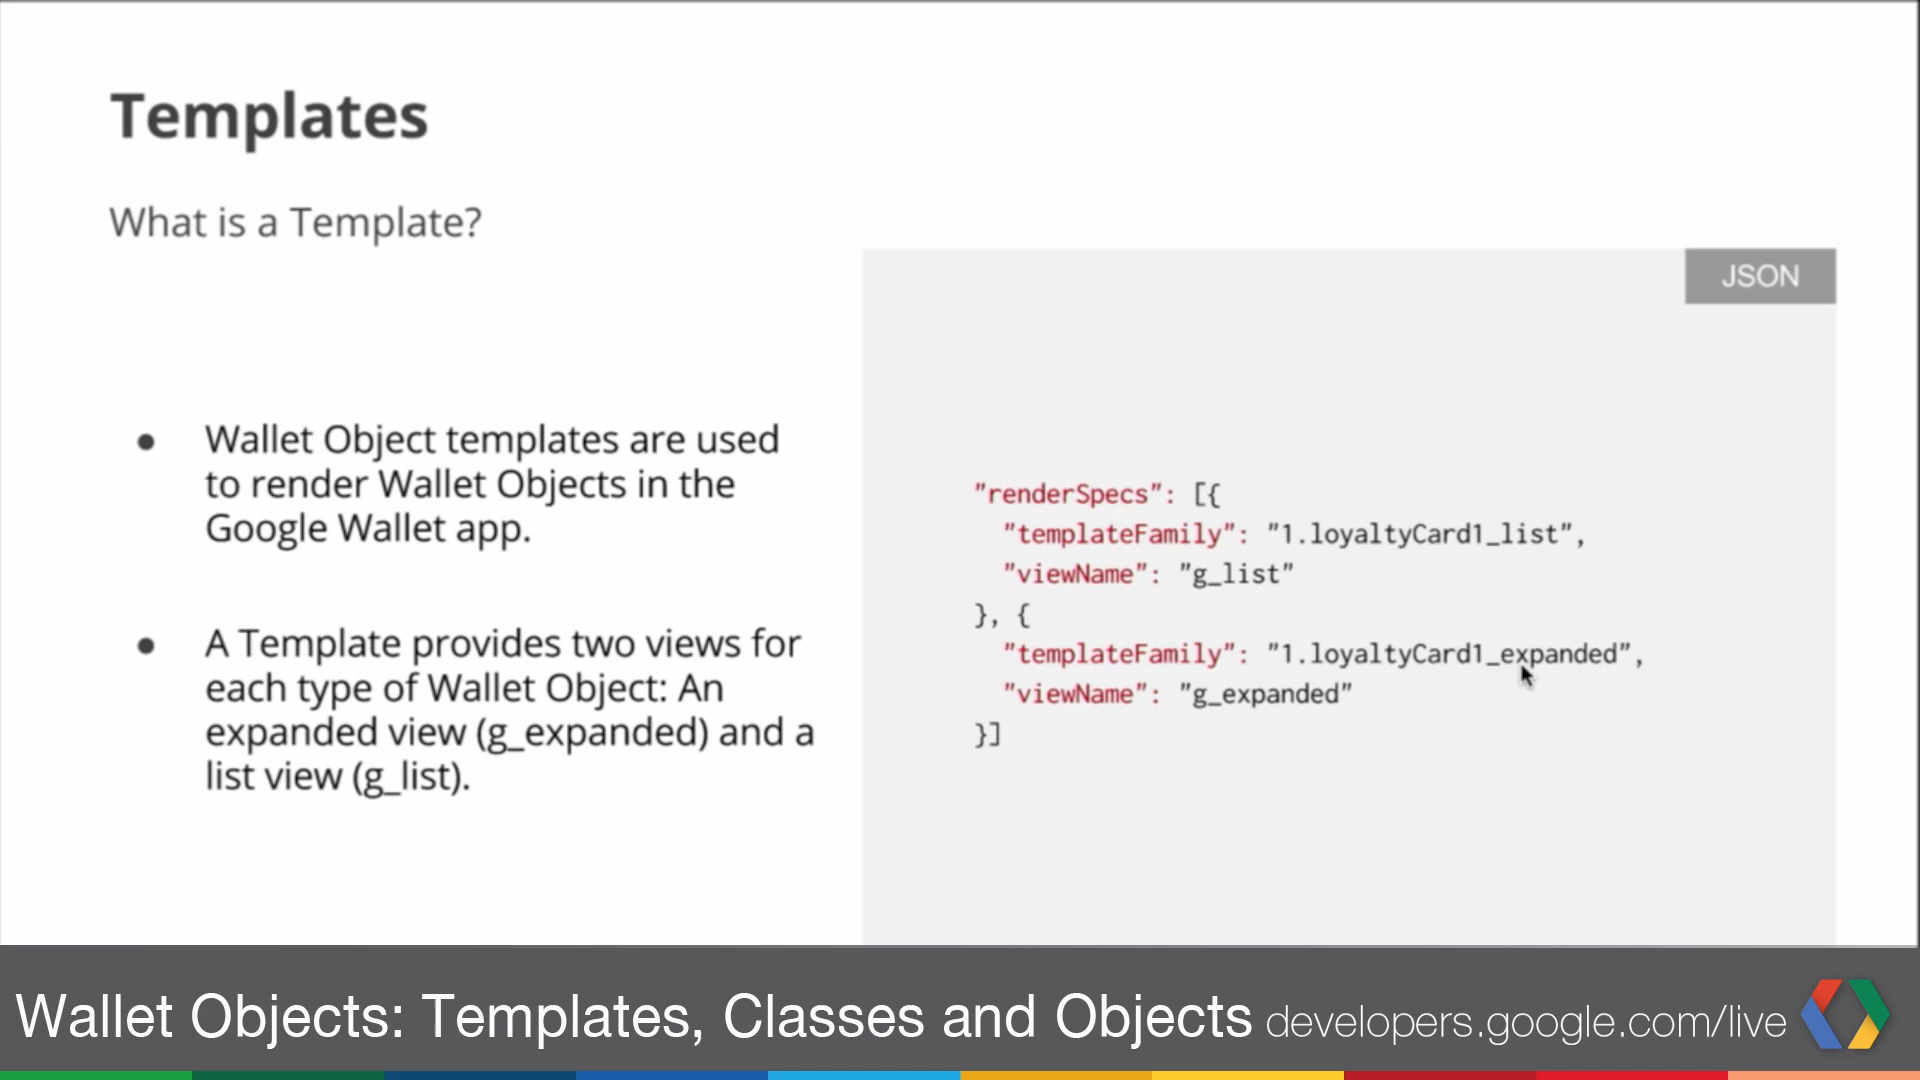 Templates
What is a Template?
JSON
● Wallet Object templates are used
to render Wallet Objects in the
Google Wallet app.
● A Template provides two views for
each type of Wallet Object: An
expanded view (g_expanded) and a
list view (g_list).
"renderSpecs": [{
"templateFamily": "1.loyaltyCard1_list",
"viewName": "g_list"
}, {
"templateFamily": "1.loyaltyCard1_expanded",
"viewName": "g_expanded"
}]
Wallet Objects: Templates, Classes and Objects developers.google.com/live